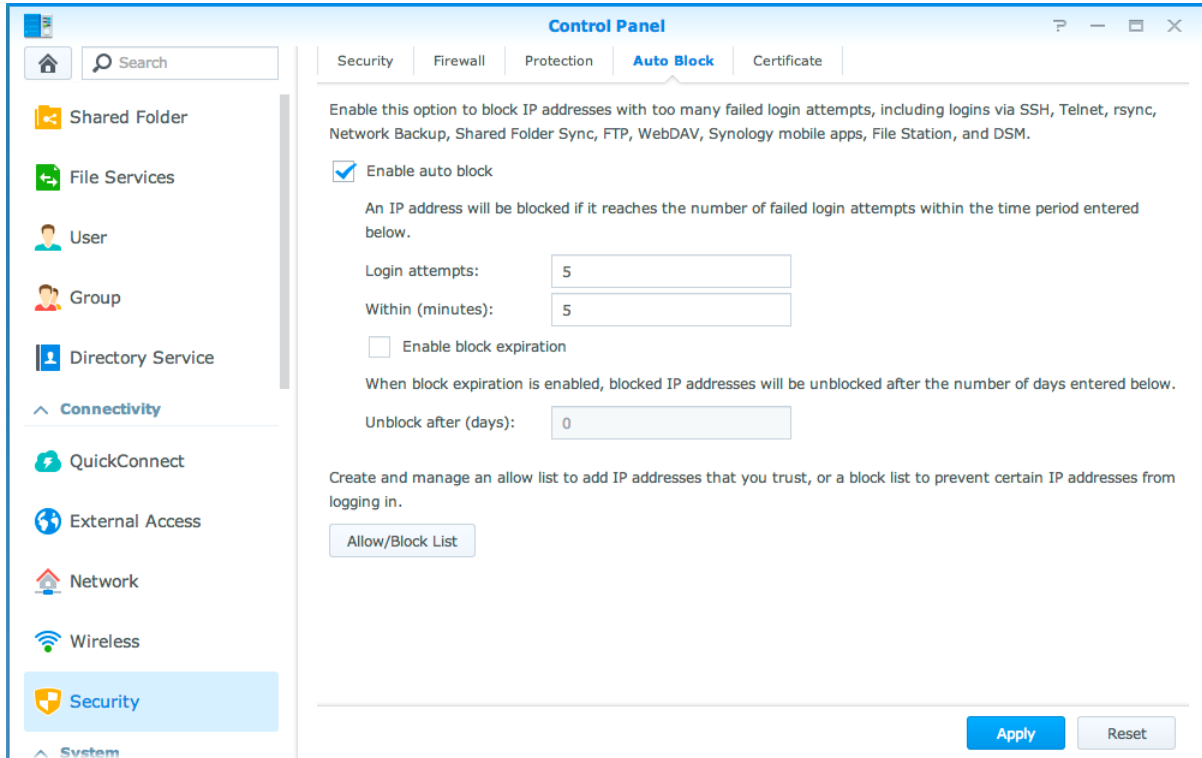 Control Panel
Search
Shared Folder
File Services
User
Group
Directory Service
Connectivity
QuickConnect
External Access
Network
Wireless
Security
System
Security
Firewall
Protection
Auto Block
Certificate
Enable this option to block IP addresses with too many failed login attempts, including logins via SSH, Telnet, rsync,
Network Backup, Shared Folder Sync, FTP, WebDAV, Synology mobile apps, File Station, and DSM.
Enable auto block
An IP address will be blocked if it reaches the number of failed login attempts within the time period entered
below.
Login attempts: 5
Within (minutes): 5
Enable block expiration
When block expiration is enabled, blocked IP addresses will be unblocked after the number of days entered below.
Unblock after (days): 0
Create and manage an allow list to add IP addresses that you trust, or a block list to prevent certain IP addresses from
logging in.
Allow/Block List
Apply
Reset